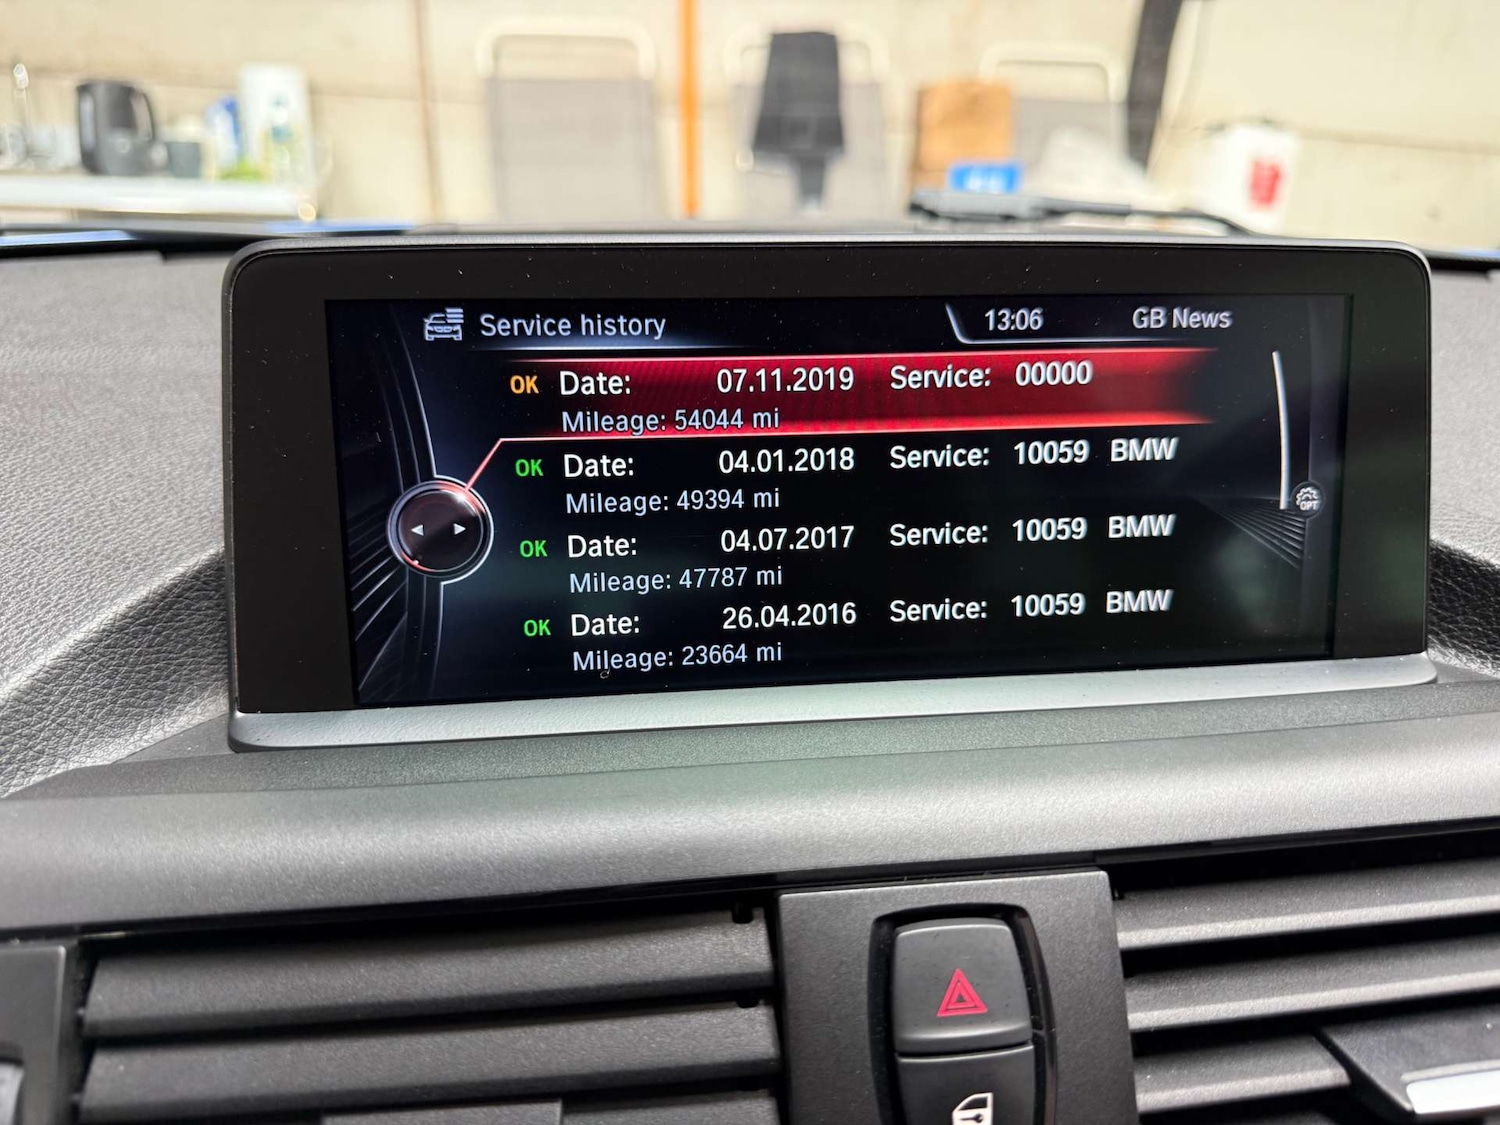 Service history 13:06 GB News
OK Date: 07.11.2019 Service: 00000
Mileage: 54044 mi
OK Date: 04.01.2018 Service: 10059 BMW
Mileage: 49394 mi
OK Date: 04.07.2017 Service: 10059 BMW
Mileage: 47787 mi
OK Date: 26.04.2016 Service: 10059 BMW
Mileage: 23664 mi
OPT